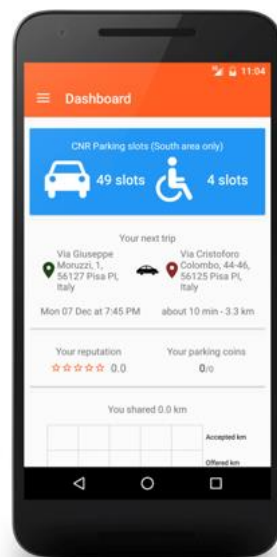 11:04
Dashboard
CNR Parking slots (South area only)
49 slots
4 slots
Your next trip
Via Giuseppe
Moruzzi, 1,
56127 Pisa PI,
Italy
Via Cristoforo
Colombo, 44-46,
56125 Pisa PI,
Italy
Mon 07 Dec at 7:45 PM
about 10 min - 3.3 km
Your reputation
Your parking coins
0.0
0/0
You shared 0.0 km
Accepted km
Offered km